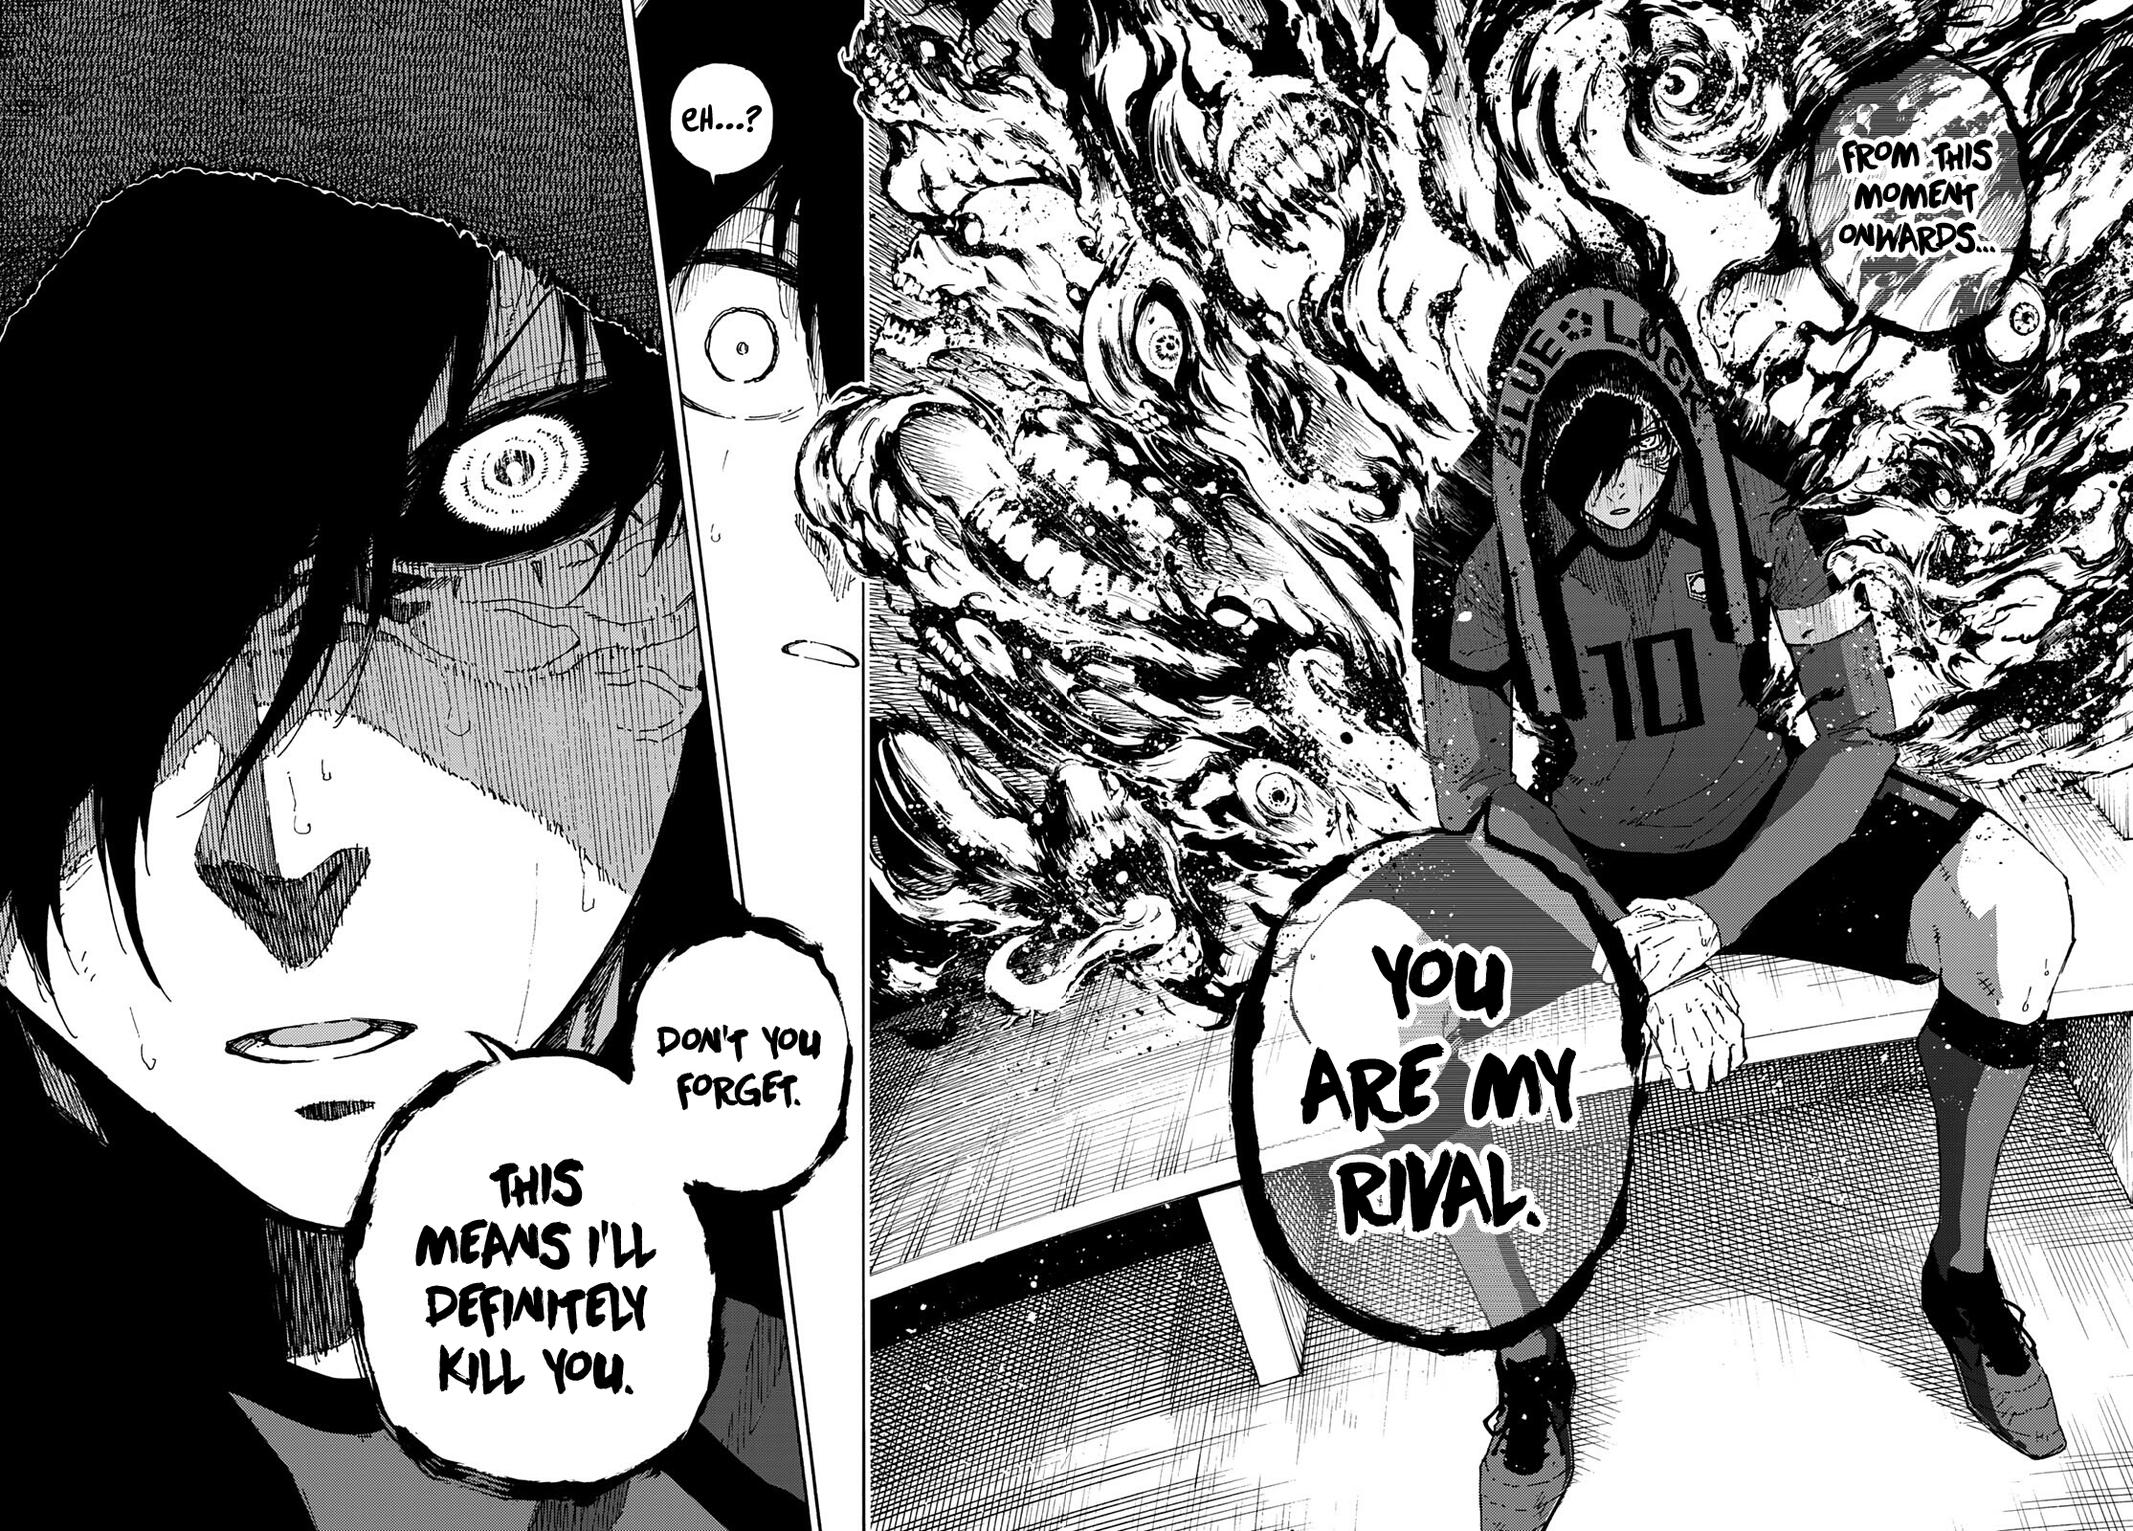 FROM THIS
MOMENT
ONWARDS...
BLUE LOCK
10
YOU
ARE MY
RIVAL.
EH...?
DON'T YOU
FORGET.
THIS
MEANS I'LL
DEFINITELY
KILL YOU.